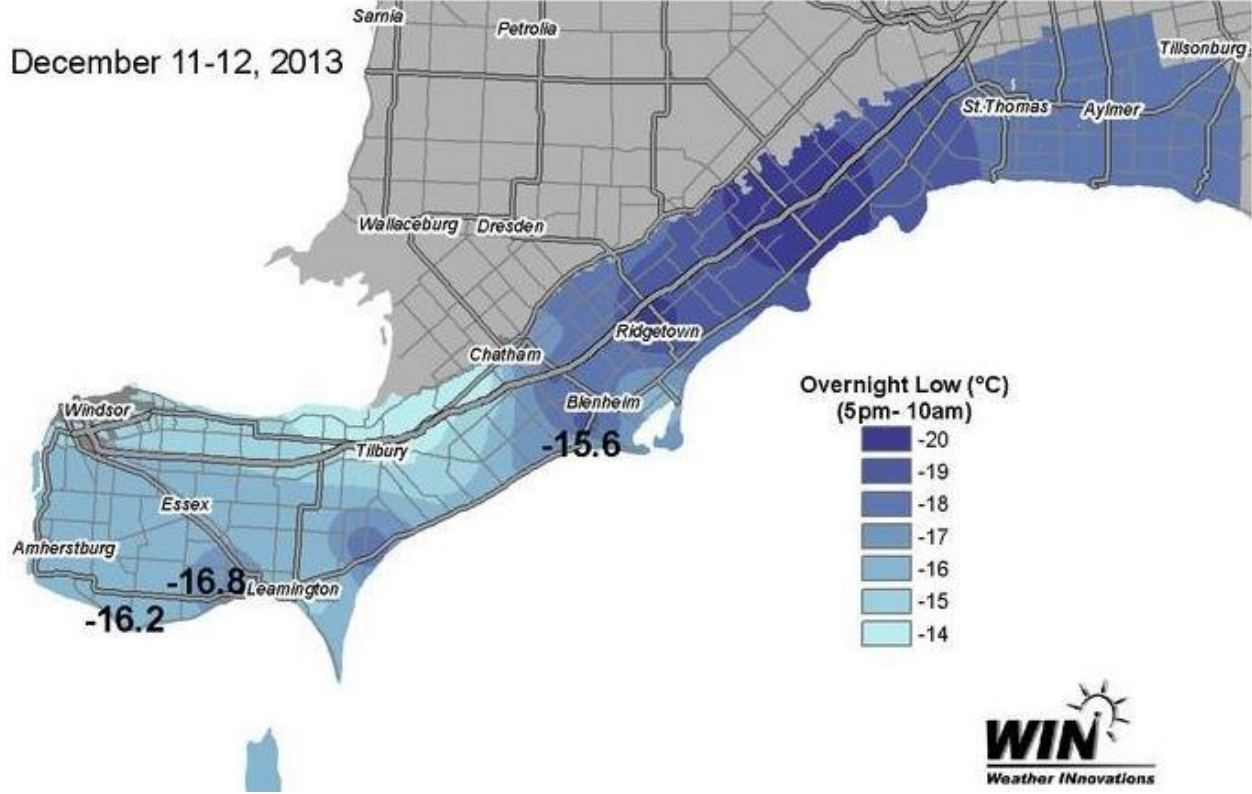 Sarnia
Petrolia
December 11-12, 2013
Tillsonburg
St.Thomas
Aylmer
Wallaceburg
Dresden
Ridgetown
Chatham
Overnight Low (°C)
(5pm- 10am)
Windsor
Blenheim
-15.6
Tilbury
-20
-19
-18
-17
-16
-15
-14
Essex
Amherstburg
-16.8
Leamington
-16.2
WIN
Weather INnovations